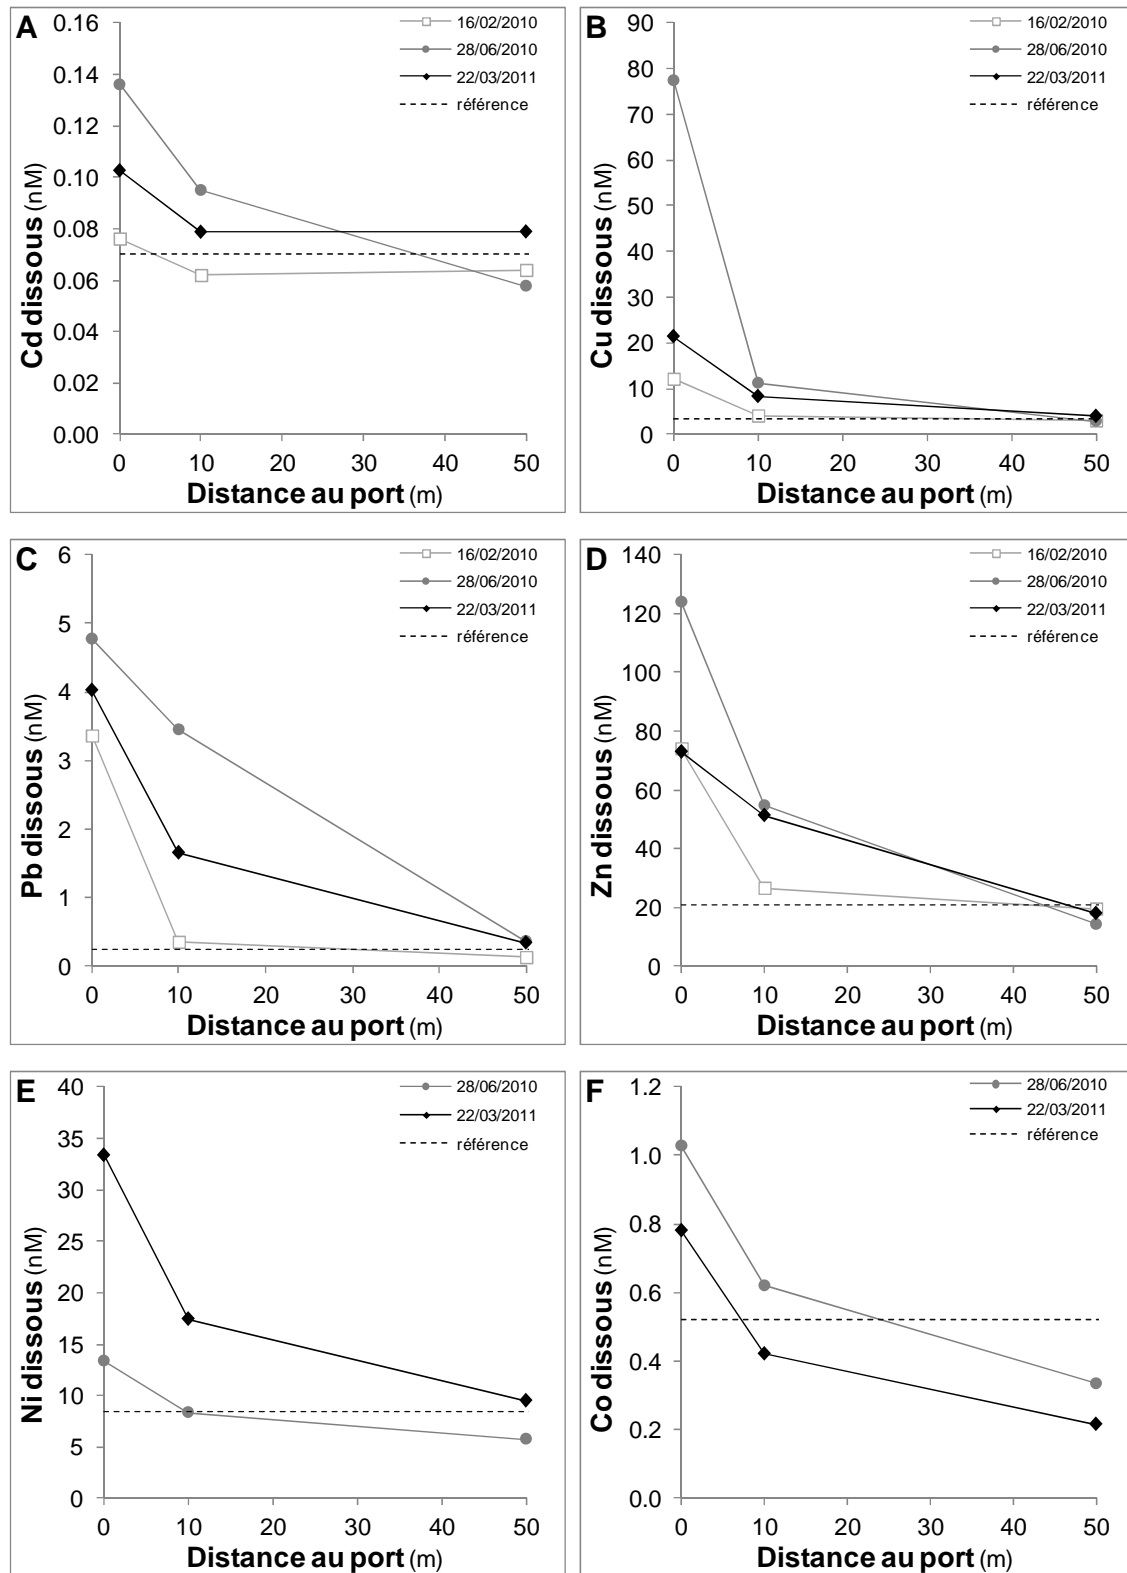 A
Cd dissous (nM)
0.16
0.14
0.12
0.10
0.08
0.06
0.04
0.02
0.00
0 10 20 30 40 50
Distance au port (m)
16/02/2010
28/06/2010
22/03/2011
référence
B
Cu dissous (nM)
90
80
70
60
50
40
30
20
10
0
0 10 20 30 40 50
Distance au port (m)
16/02/2010
28/06/2010
22/03/2011
référence
C
Pb dissous (nM)
6
5
4
3
2
1
0
0 10 20 30 40 50
Distance au port (m)
16/02/2010
28/06/2010
22/03/2011
référence
D
Zn dissous (nM)
140
120
100
80
60
40
20
0
0 10 20 30 40 50
Distance au port (m)
16/02/2010
28/06/2010
22/03/2011
référence
E
Ni dissous (nM)
40
35
30
25
20
15
10
5
0
0 10 20 30 40 50
Distance au port (m)
28/06/2010
22/03/2011
référence
F
Co dissous (nM)
1.2
1.0
0.8
0.6
0.4
0.2
0.0
0 10 20 30 40 50
Distance au port (m)
28/06/2010
22/03/2011
référence